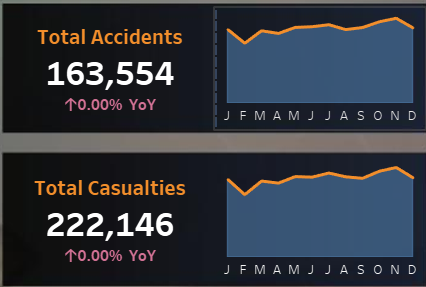 Total Accidents
163,554
↑0.00% YoY
J F M A M J J A S O N D
Total Casualties
222,146
↑0.00% YoY
J F M A M J J A S O N D